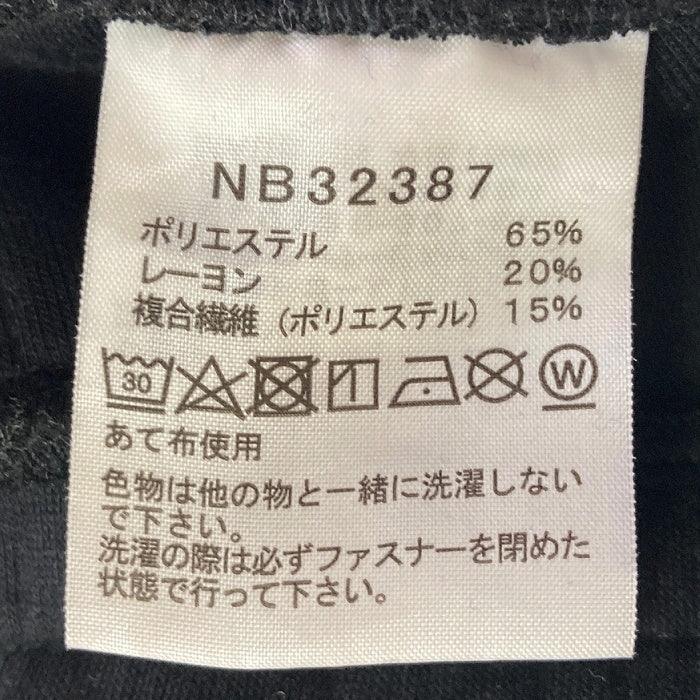 NB32387
ポリエステル 65%
レーヨン 20%
複合繊維(ポリエステル) 15%
30 W
あて布使用
色物は他の物と一緒に洗濯しない
で下さい。
洗濯の際は必ずファスナーを閉めた
状態で行って下さい。